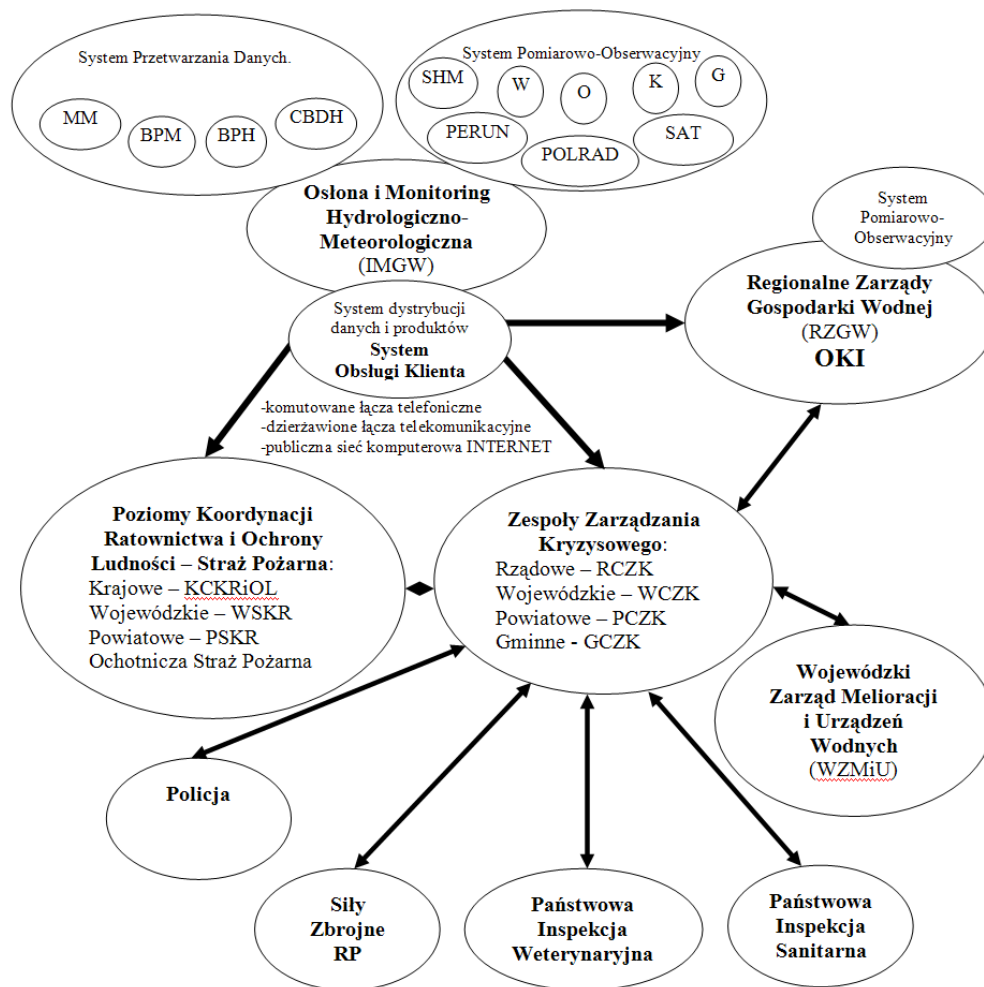 System Przetwarzania Danych.
MM
BPM
BPH
CBDH
System Pomiarowo-Obserwacyjny
SHM
W
O
K
G
PERUN
POLRAD
SAT
Osłona i Monitoring
Hydrologiczno-
Meteorologiczna
(IMGW)
System
Pomiarowo-
Obserwacyjny
Regionalne Zarządy
Gospodarki Wodnej
(RZGW)
OKI
System dystrybucji
danych i produktów
System
Obsługi Klienta
-komutowane łącza telefoniczne
-dzierżawione łącza telekomunikacyjne
-publiczna sieć komputerowa INTERNET
Poziomy Koordynacji
Ratownictwa i Ochrony
Ludności – Straż Pożarna:
Krajowe – KCKRiOL
Wojewódzkie – WSKR
Powiatowe – PSKR
Ochotnicza Straż Pożarna
Zespoły Zarządzania
Kryzysowego:
Rządowe – RCZK
Wojewódzkie – WCZK
Powiatowe – PCZK
Gminne - GCZK
Wojewódzki
Zarząd Melioracji
i Urządzeń
Wodnych
(WZMiU)
Policja
Siły
Zbrojne
RP
Państwowa
Inspekcja
Weterynaryjna
Państwowa
Inspekcja
Sanitarna